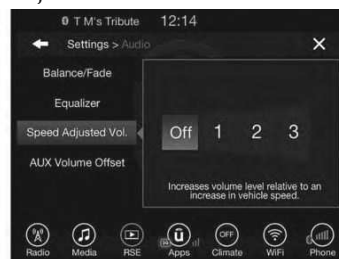 T M's Tribute 12:14
Settings > Audio
Balance/Fade
Equalizer
Speed Adjusted Vol.
AUX Volume Offset
Off 1 2 3
Increases volume level relative to an
increase in vehicle speed.
OFF
Radio Media RSE Apps Climate WiFi Phone